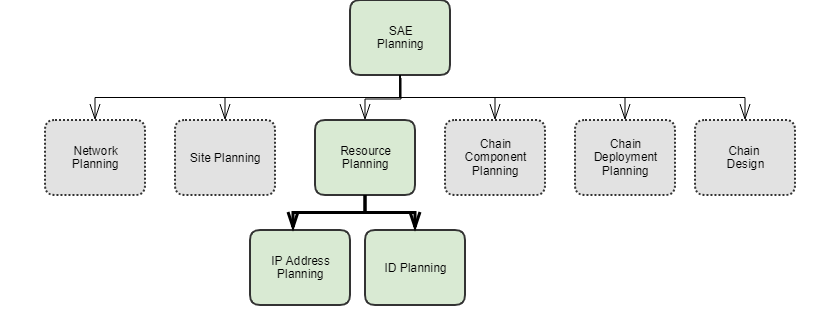 SAE
Planning
Network
Planning
Site Planning
Resource
Planning
Chain
Component
Planning
Chain
Deployment
Planning
Chain
Design
IP Address
Planning
ID Planning